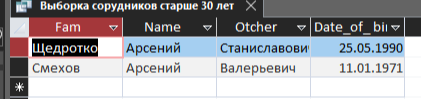 Выборка сорудников старше 30 лет
Fam Name Otcher Date_of_bi
Щедротко Арсений Станиславови 25.05.1990
Смехов Арсений Валерьевич 11.01.1971